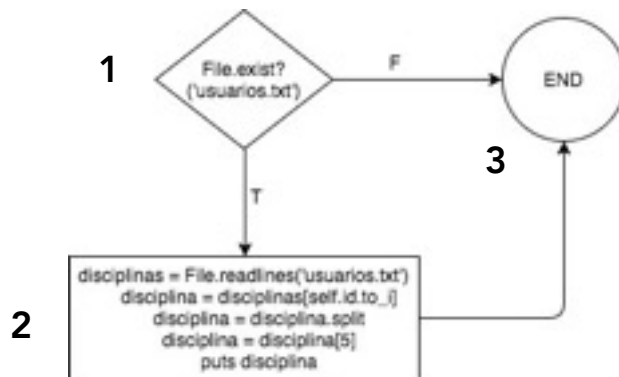 1
File.exist?
('usuarios.txt')
F
END
3
T
disciplinas = File.readlines('usuarios.txt')
disciplina = disciplinas[self.id.to_i]
disciplina = disciplina.split
disciplina = disciplina[5]
puts disciplina
2